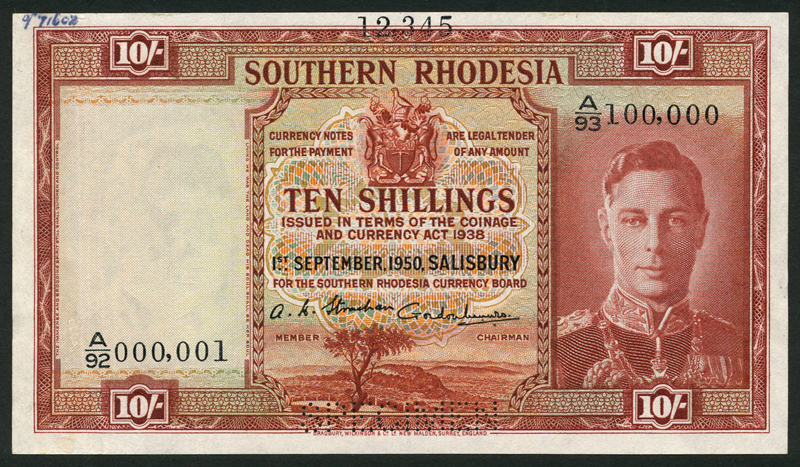 12,345
10/-
10/-
SOUTHERN RHODESIA
A/93 100,000
CURRENCY NOTES ARE LEGAL TENDER
FOR THE PAYMENT OF ANY AMOUNT
TEN SHILLINGS
ISSUED IN TERMS OF THE COINAGE
AND CURRENCY ACT 1938
1ST SEPTEMBER, 1950, SALISBURY
FOR THE SOUTHERN RHODESIA CURRENCY BOARD
MEMBER CHAIRMAN
A/92 000,001
10/-
10/-
SPECIMEN
BRADBURY, WILKINSON & Co. Ld. NEW MALDEN, SURREY, ENGLAND.